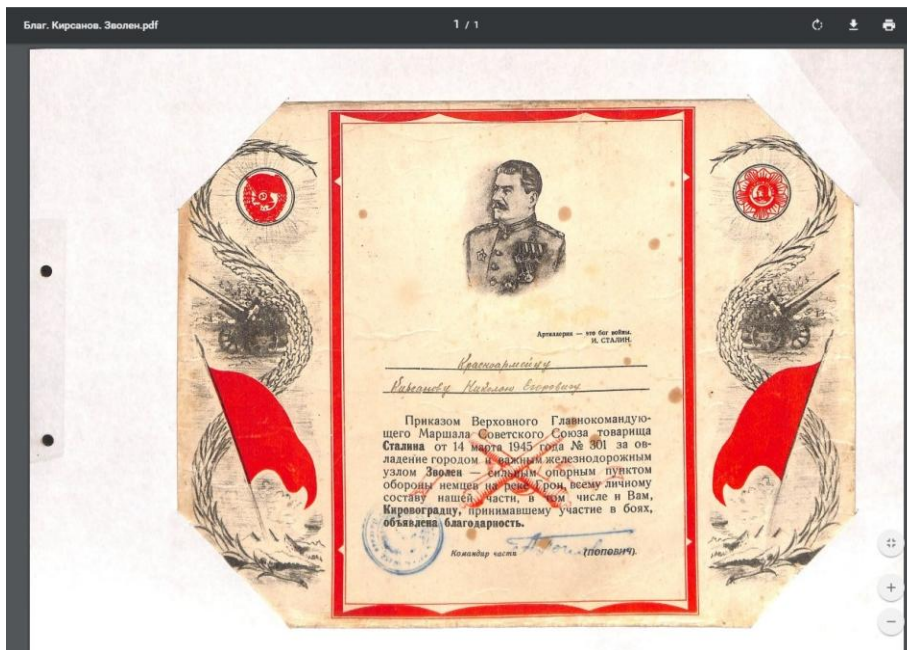 Благ. Кирсанов. Зволен.pdf
1 / 1
Артиллерия — это бог войны.
И. СТАЛИН.
Красноармейцу
Кирсанову Николаю Егоровичу
Приказом Верховного Главнокомандую-
щего Маршала Советского Союза товарища
Сталина от 14 марта 1945 года № 301 за ов-
ладение городом и важным железнодорожным
узлом Зволен — сильным опорным пунктом
обороны немцев на реке Грон, всему личному
составу нашей части, в том числе и Вам,
Кировоградцу, принимавшему участие в боях,
объявлена благодарность.
Командир части (ПОПОВИЧ).